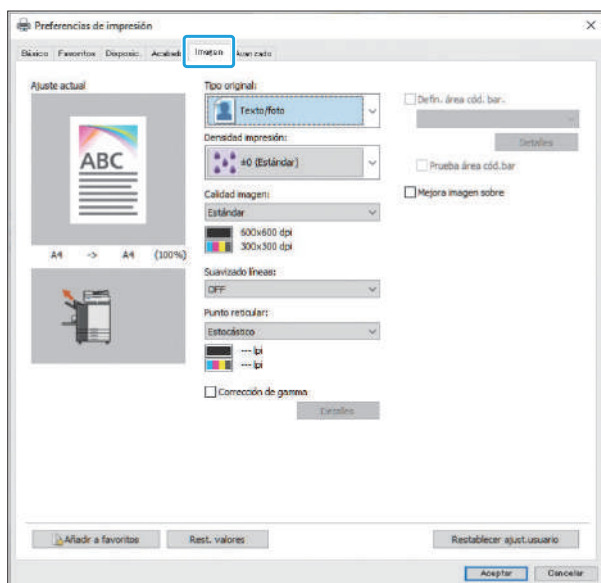 Preferencias de impresión
Básico Favoritos Disposic. Acabado Imagen Avanzado
Ajuste actual
ABC
A4 -> A4 (100%)
Tipo original:
Texto/foto
Densidad impresión:
±0 (Estándar)
Calidad imagen:
Estándar
600x600 dpi
300x300 dpi
Suavizado líneas:
OFF
Punto reticular:
Estocástico
--- lpi
--- lpi
Corrección de gamma
Detalles
Defin. área cód. bar.
Detalles
Prueba área cód.bar
Mejora imagen sobre
Añadir a favoritos
Rest. valores
Restablecer ajust.usuario
Aceptar
Cancelar